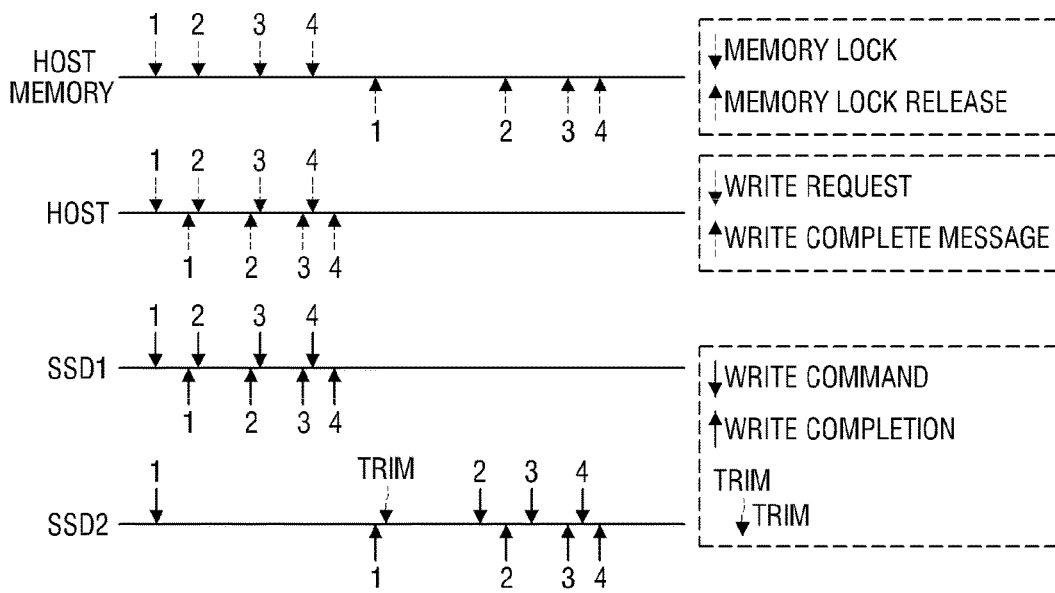 1 2 3 4
HOST
MEMORY
1 2 3 4
MEMORY LOCK
MEMORY LOCK RELEASE
1 2 3 4
HOST
1 2 3 4
WRITE REQUEST
WRITE COMPLETE MESSAGE
1 2 3 4
SSD1
1 2 3 4
1 TRIM 2 3 4
SSD2
1 2 3 4
WRITE COMMAND
WRITE COMPLETION
TRIM
TRIM